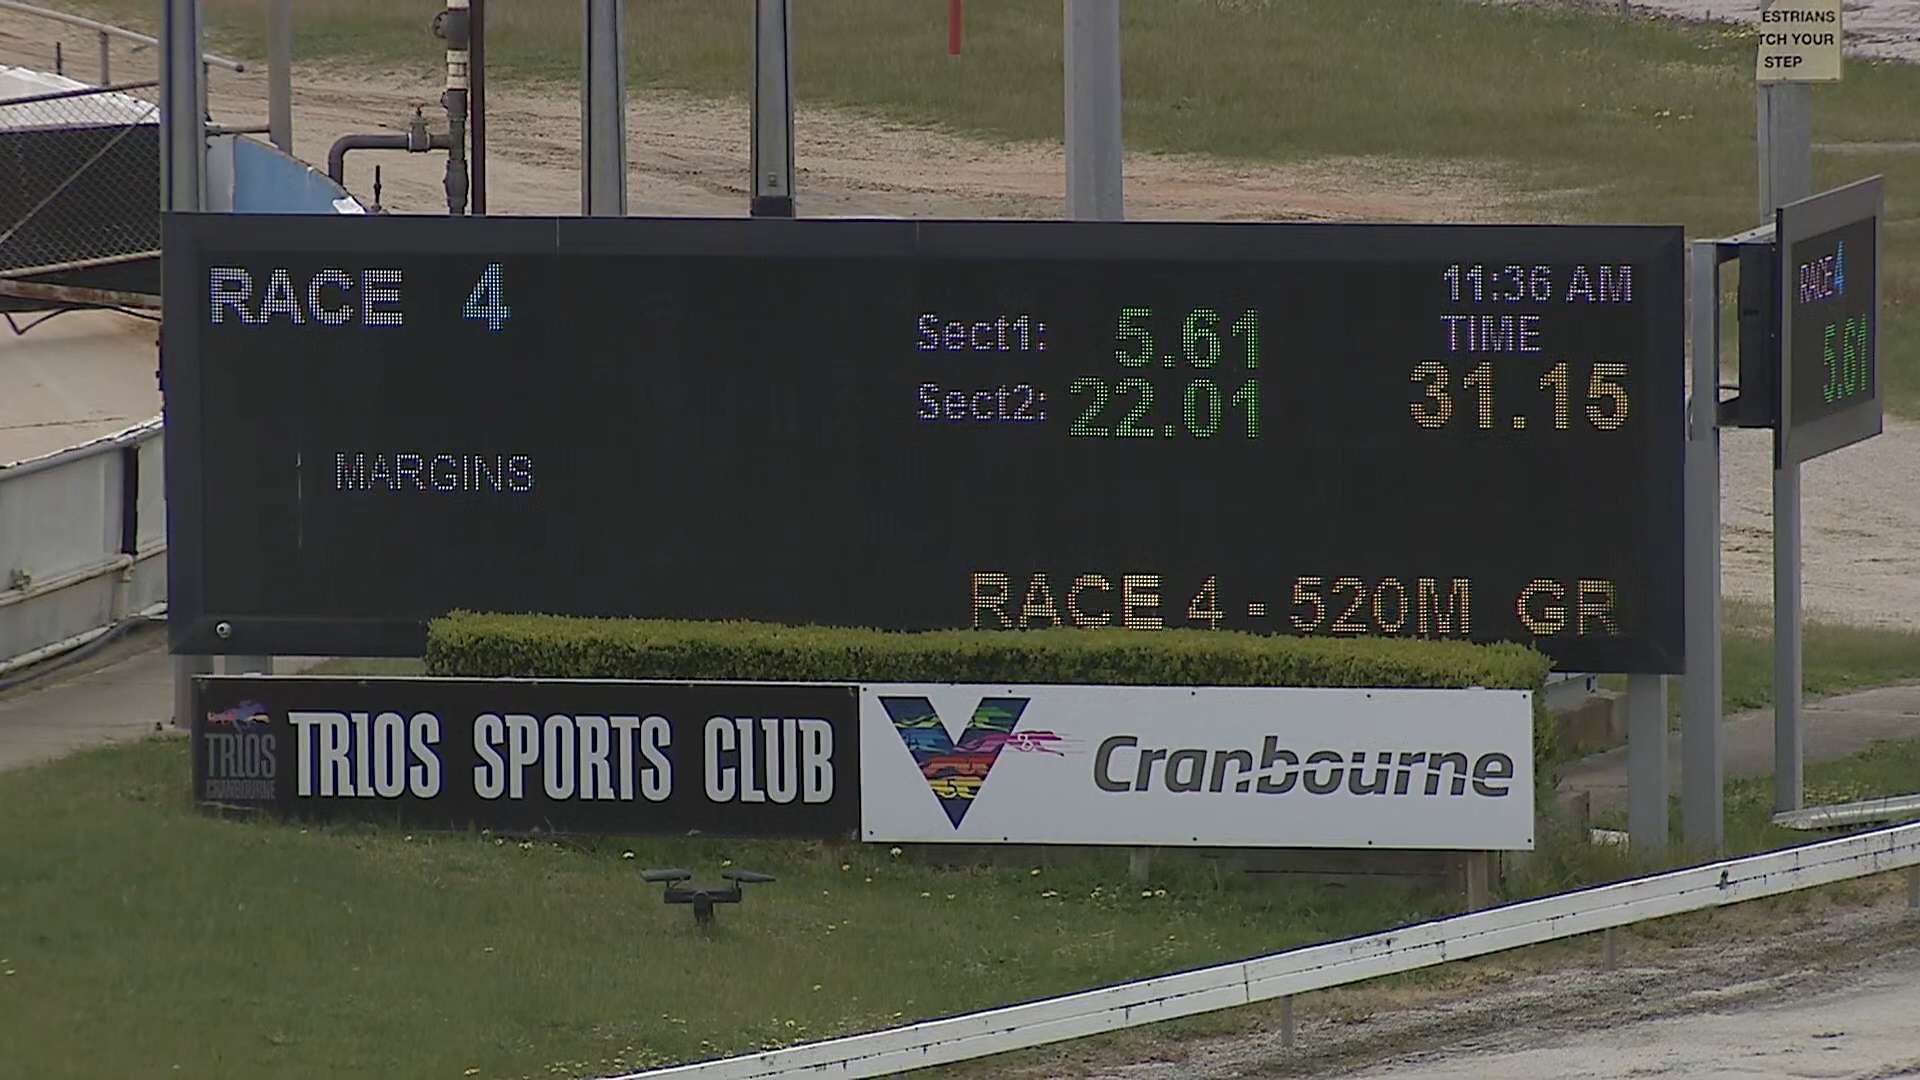 ESTRIANS
TCH YOUR
STEP
RACE 4
11:36 AM
Sect1: 5.61
TIME
Sect2: 22.01
31.15
MARGINS
RACE 4 - 520M GR
RACE 4
5.61
TRIOS
CRANBOURNE
TRIOS SPORTS CLUB
Cranbourne